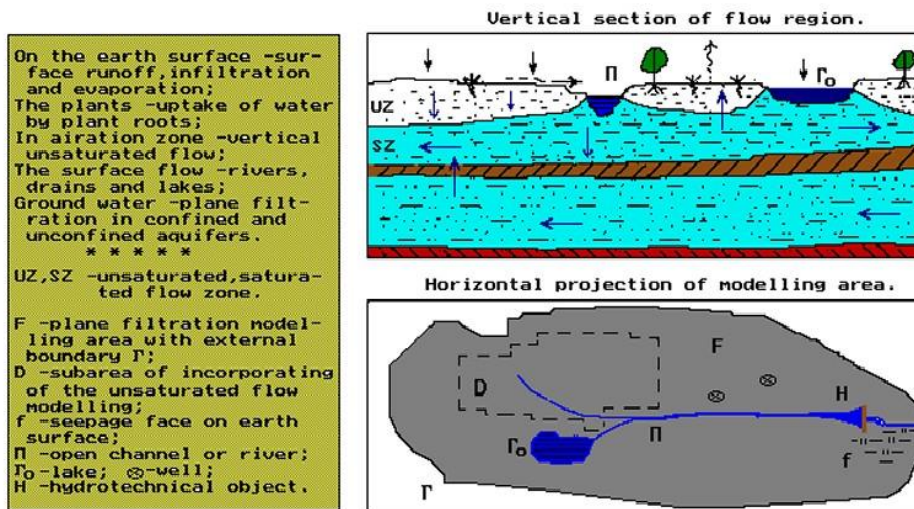 On the earth surface -sur-
face runoff,infiltration
and evaporation;
The plants -uptake of water
by plant roots;
In airation zone -vertical
unsaturated flow;
The surface flow -rivers,
drains and lakes;
Ground water -plane filt-
ration in confined and
unconfined aquifers.
* * * * *
UZ,SZ -unsaturated,satura-
ted flow zone.
F -plane filtration model-
ling area with external
boundary Γ;
D -subarea of incorporating
of the unsaturated flow
modelling;
f -seepage face on earth
surface;
Π -open channel or river;
Γo-lake; ⊗-well;
H -hydrotechnical object.
Vertical section of flow region.
Π
Γo
UZ
SZ
Horizontal projection of modelling area.
F
D
H
Π
Γo
f
Γ